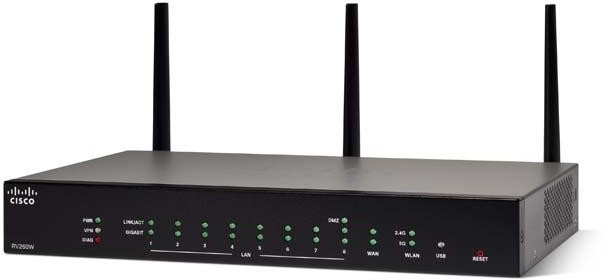 CISCO
PWR
VPN
DIAG
LINK/ACT
GIGABIT
DMZ
1 2 3 4 5 6 7 8
LAN
WAN
2.4G
5G
WLAN
USB
RESET
RV260W